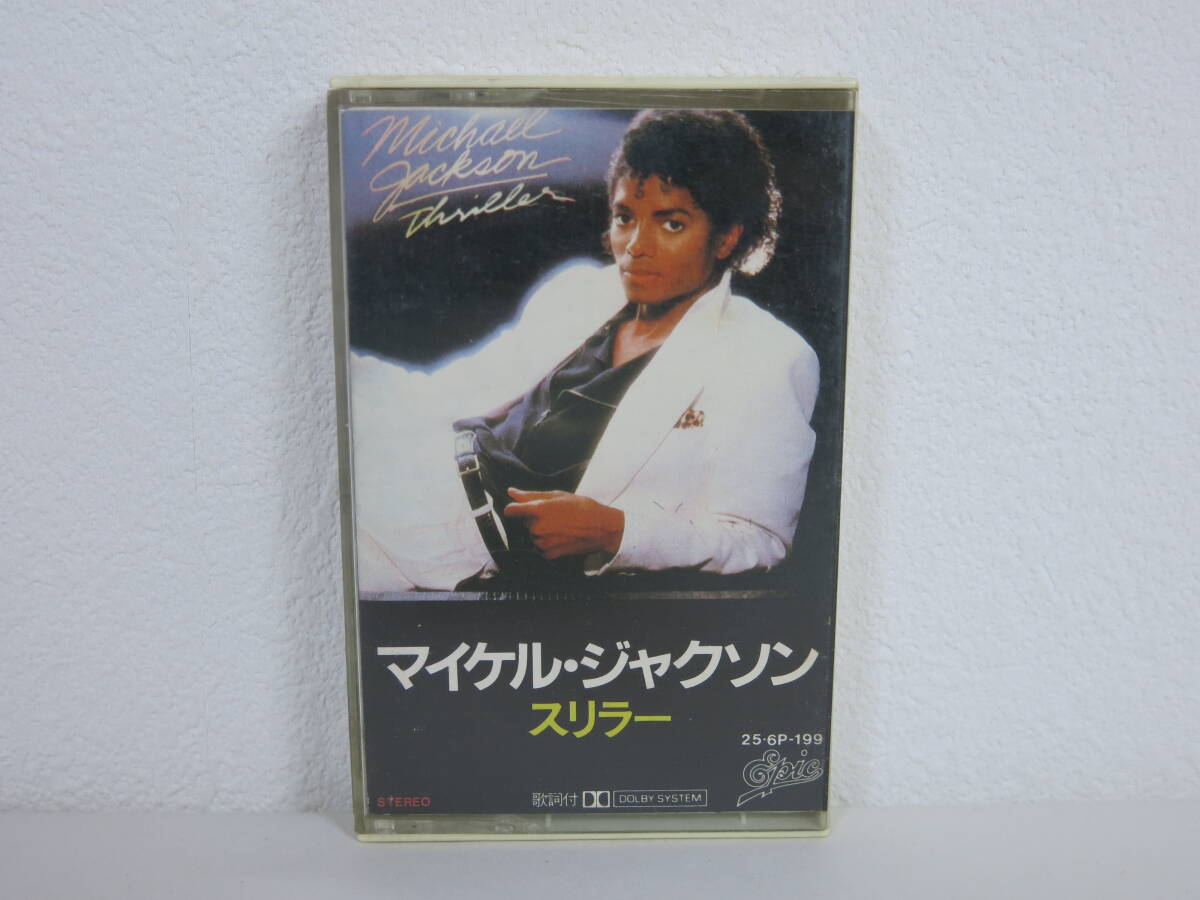 Michael
Jackson
Thriller
マイケル・ジャクソン
スリラー
25・6P-199
Epic
STEREO
歌詞付 DOLBY SYSTEM